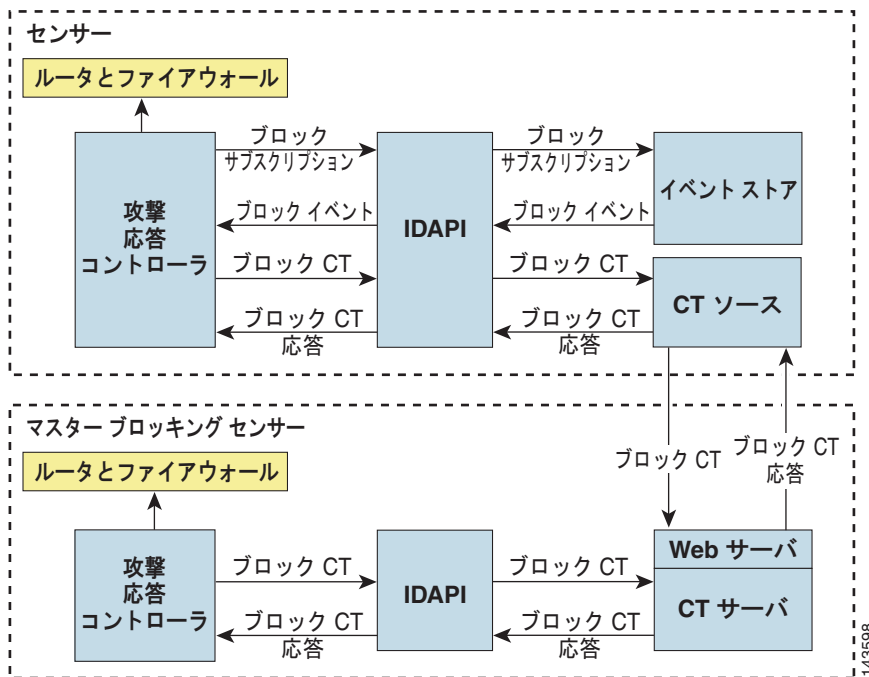 センサー
ルータとファイアウォール
攻撃
応答
コントローラ
ブロック
サブスクリプション
ブロック イベント
ブロック CT
ブロック CT
応答
IDAPI
ブロック
サブスクリプション
ブロック イベント
ブロック CT
ブロック CT
応答
イベント ストア
CT ソース
ブロック CT
ブロック CT
応答
マスター ブロッキング センサー
ルータとファイアウォール
攻撃
応答
コントローラ
ブロック CT
ブロック CT
応答
IDAPI
ブロック CT
ブロック CT
応答
Web サーバ
CT サーバ
143598